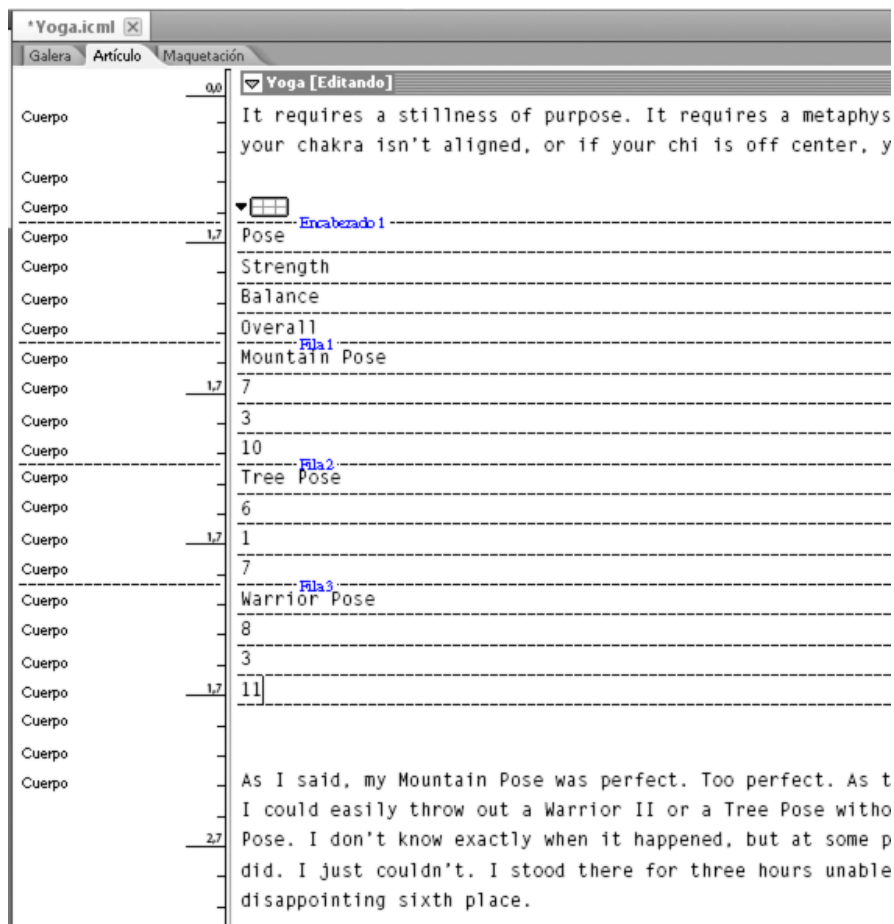 *Yoga.icml
Galera Artículo Maquetación
0,0 Yoga [Editando]
Cuerpo It requires a stillness of purpose. It requires a metaphys
your chakra isn't aligned, or if your chi is off center, y
Cuerpo
Cuerpo
Encabezado 1
Cuerpo 1,7 Pose
Cuerpo Strength
Cuerpo Balance
Cuerpo Overall
Fila 1
Cuerpo Mountain Pose
Cuerpo 1,7 7
Cuerpo 3
Cuerpo 10
Fila 2
Cuerpo Tree Pose
Cuerpo 6
Cuerpo 1,7 1
Cuerpo 7
Fila 3
Cuerpo Warrior Pose
Cuerpo 8
Cuerpo 3
Cuerpo 1,7 11
Cuerpo
Cuerpo
Cuerpo As I said, my Mountain Pose was perfect. Too perfect. As t
I could easily throw out a Warrior II or a Tree Pose witho
2,7 Pose. I don't know exactly when it happened, but at some p
did. I just couldn't. I stood there for three hours unable
disappointing sixth place.